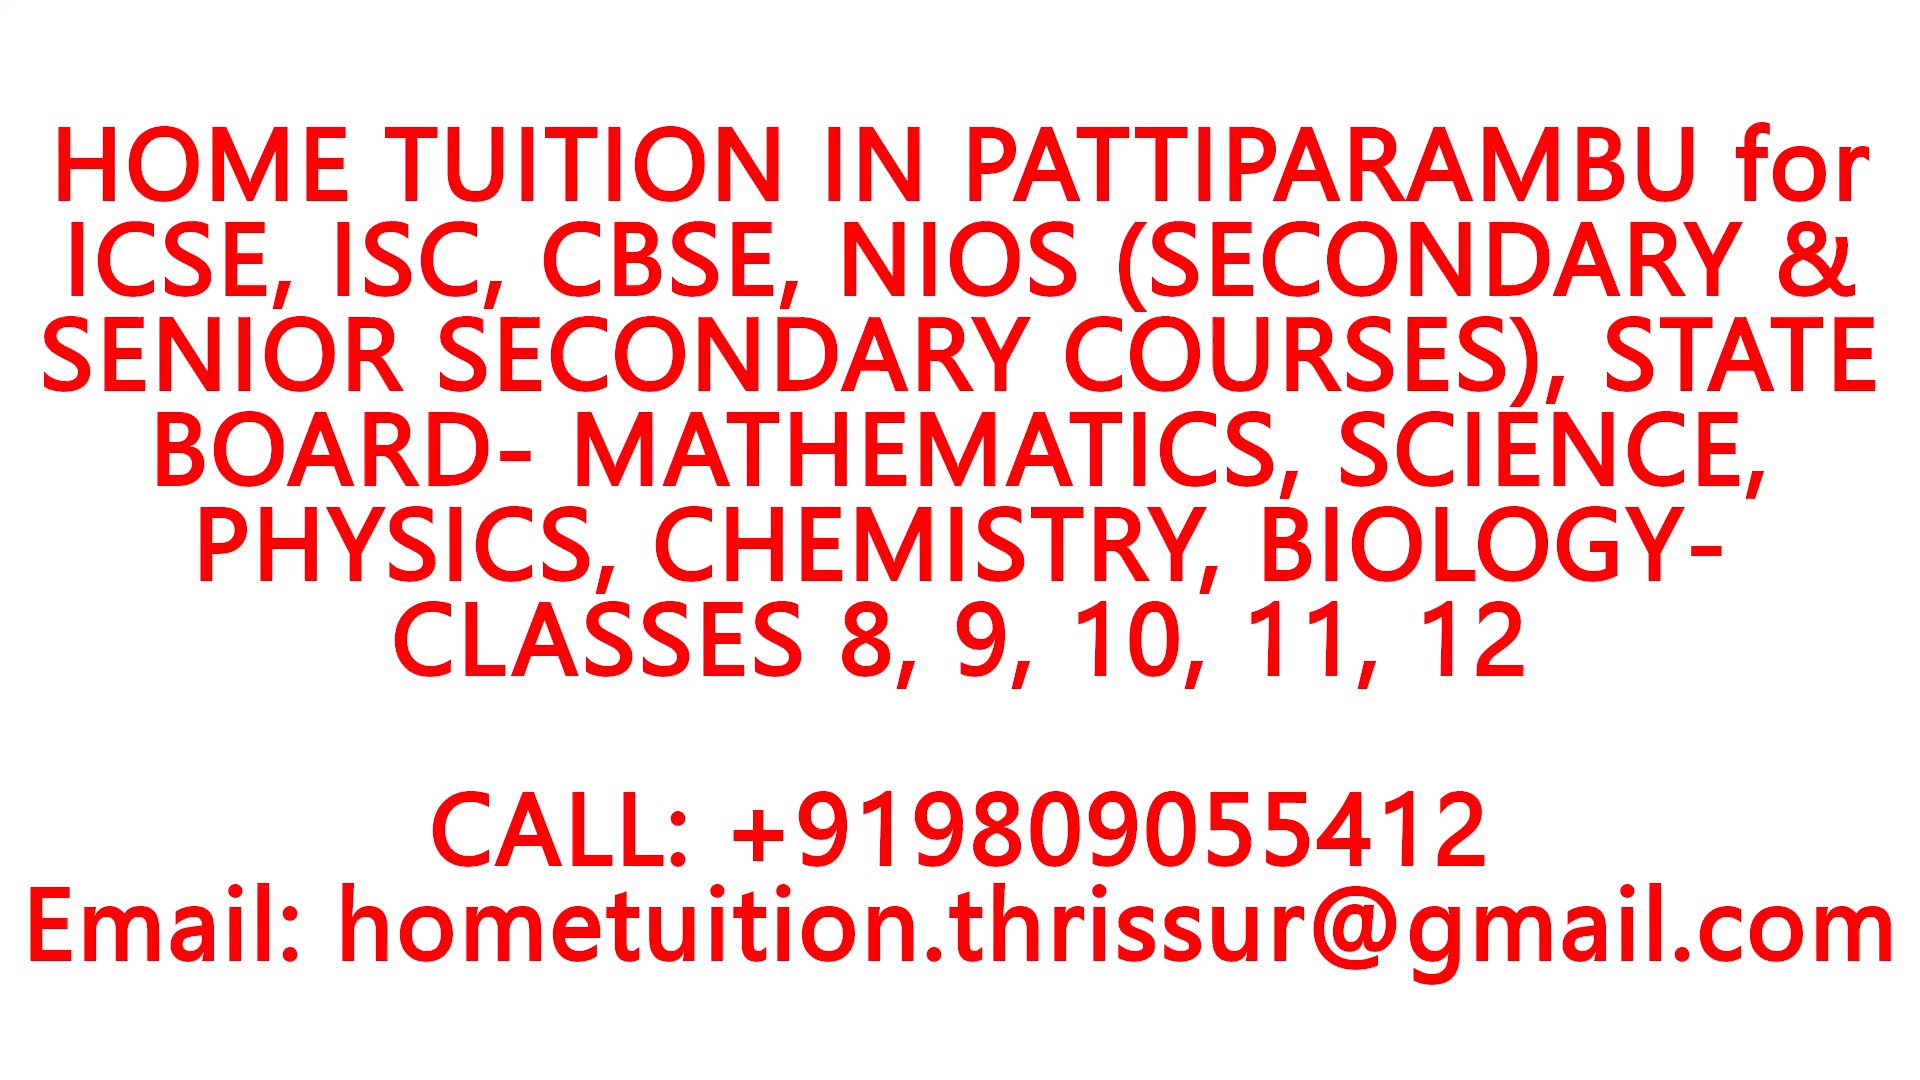 HOME TUITION IN PATTIPARAMBU for
ICSE, ISC, CBSE, NIOS (SECONDARY &
SENIOR SECONDARY COURSES), STATE
BOARD- MATHEMATICS, SCIENCE,
PHYSICS, CHEMISTRY, BIOLOGY-
CLASSES 8, 9, 10, 11, 12
CALL: +919809055412
Email: hometuition.thrissur@gmail.com